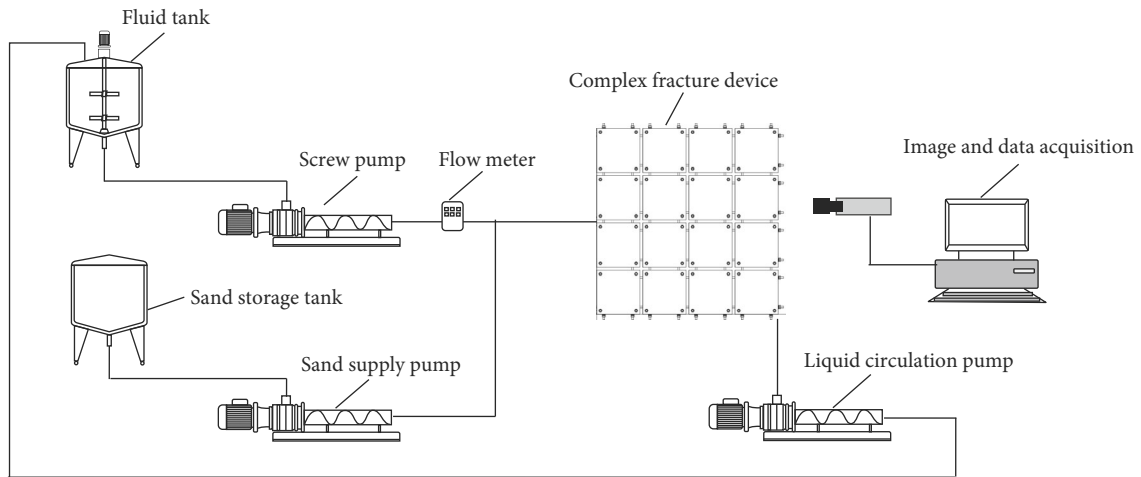 Fluid tank
Complex fracture device
Screw pump
Flow meter
Image and data acquisition
Sand storage tank
Sand supply pump
Liquid circulation pump